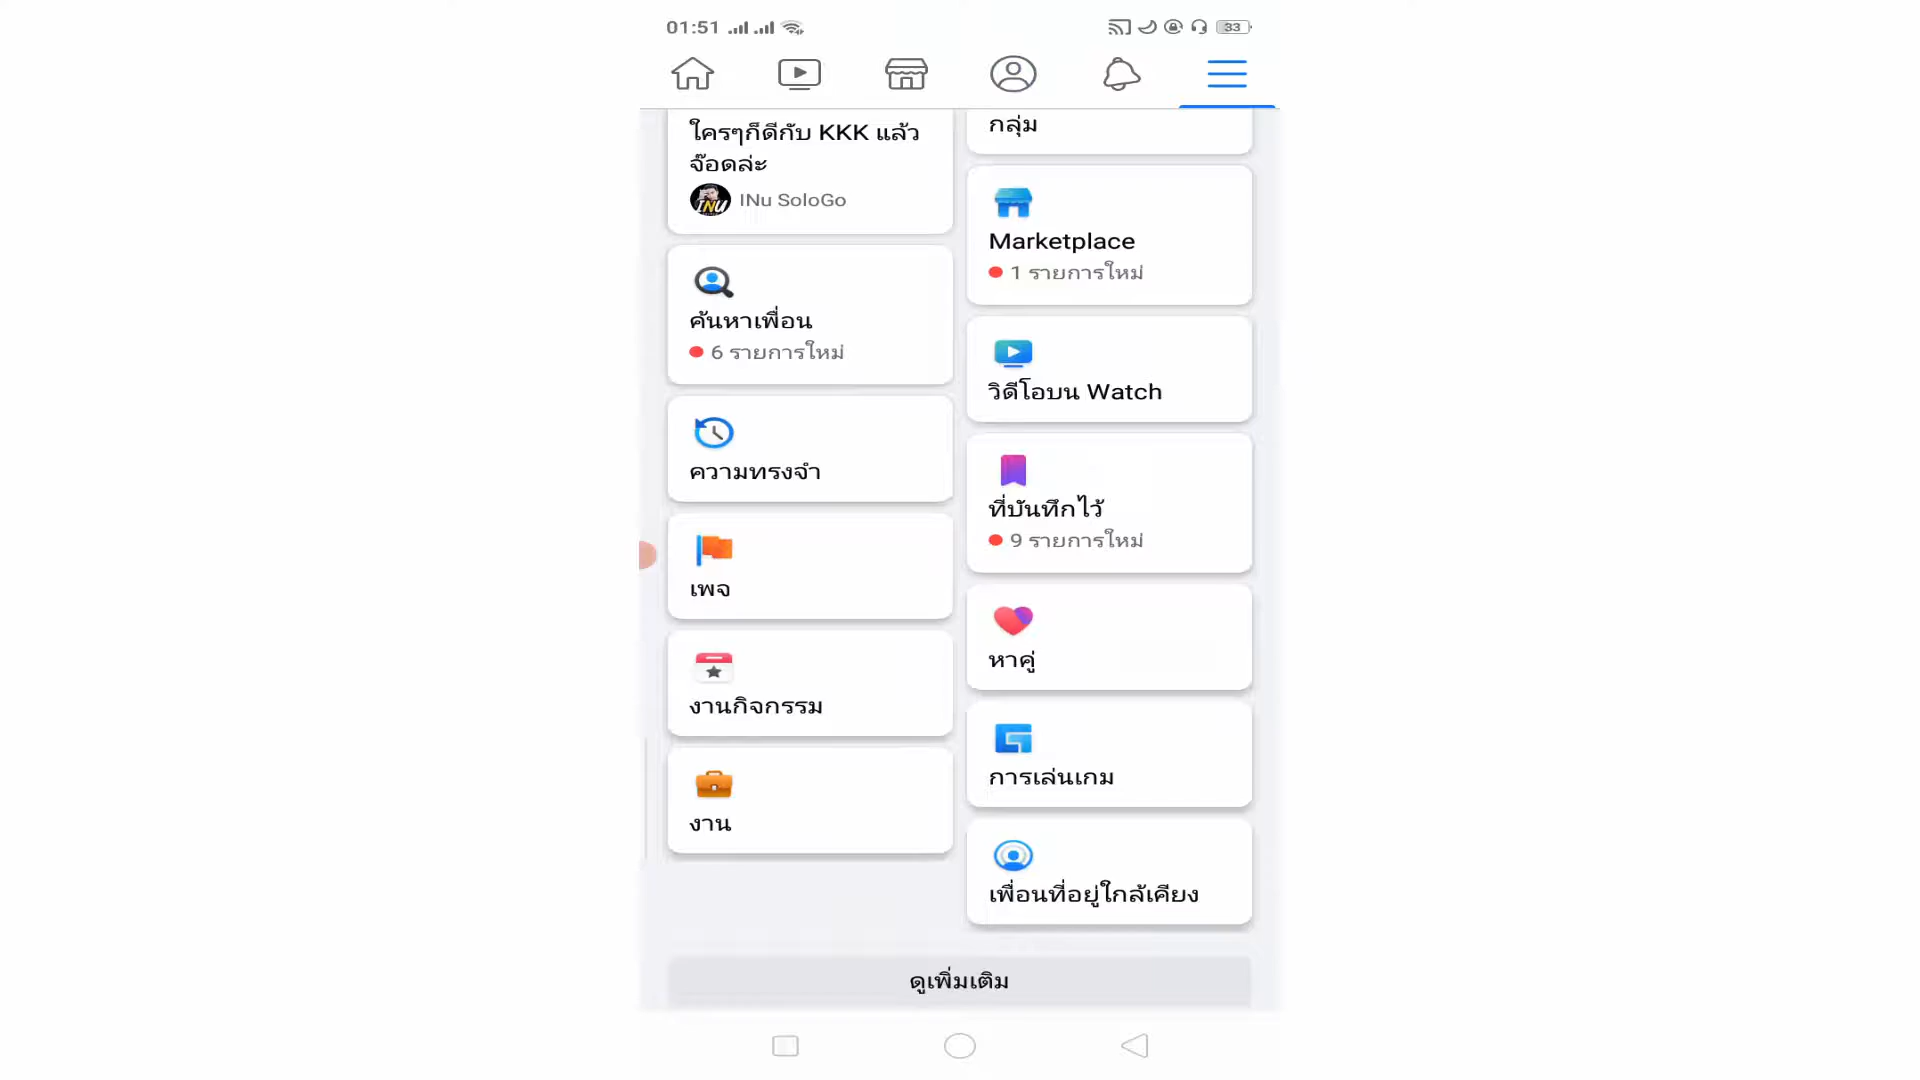 01:51
33
ใครๆก็ดีกับ KKK แล้ว
จ๊อดล่ะ
INU
INu SoloGo
ค้นหาเพื่อน
6 รายการใหม่
ความทรงจำ
เพจ
งานกิจกรรม
งาน
กลุ่ม
Marketplace
1 รายการใหม่
วิดีโอบน Watch
ที่บันทึกไว้
9 รายการใหม่
หาคู่
การเล่นเกม
เพื่อนที่อยู่ใกล้เคียง
ดูเพิ่มเติม